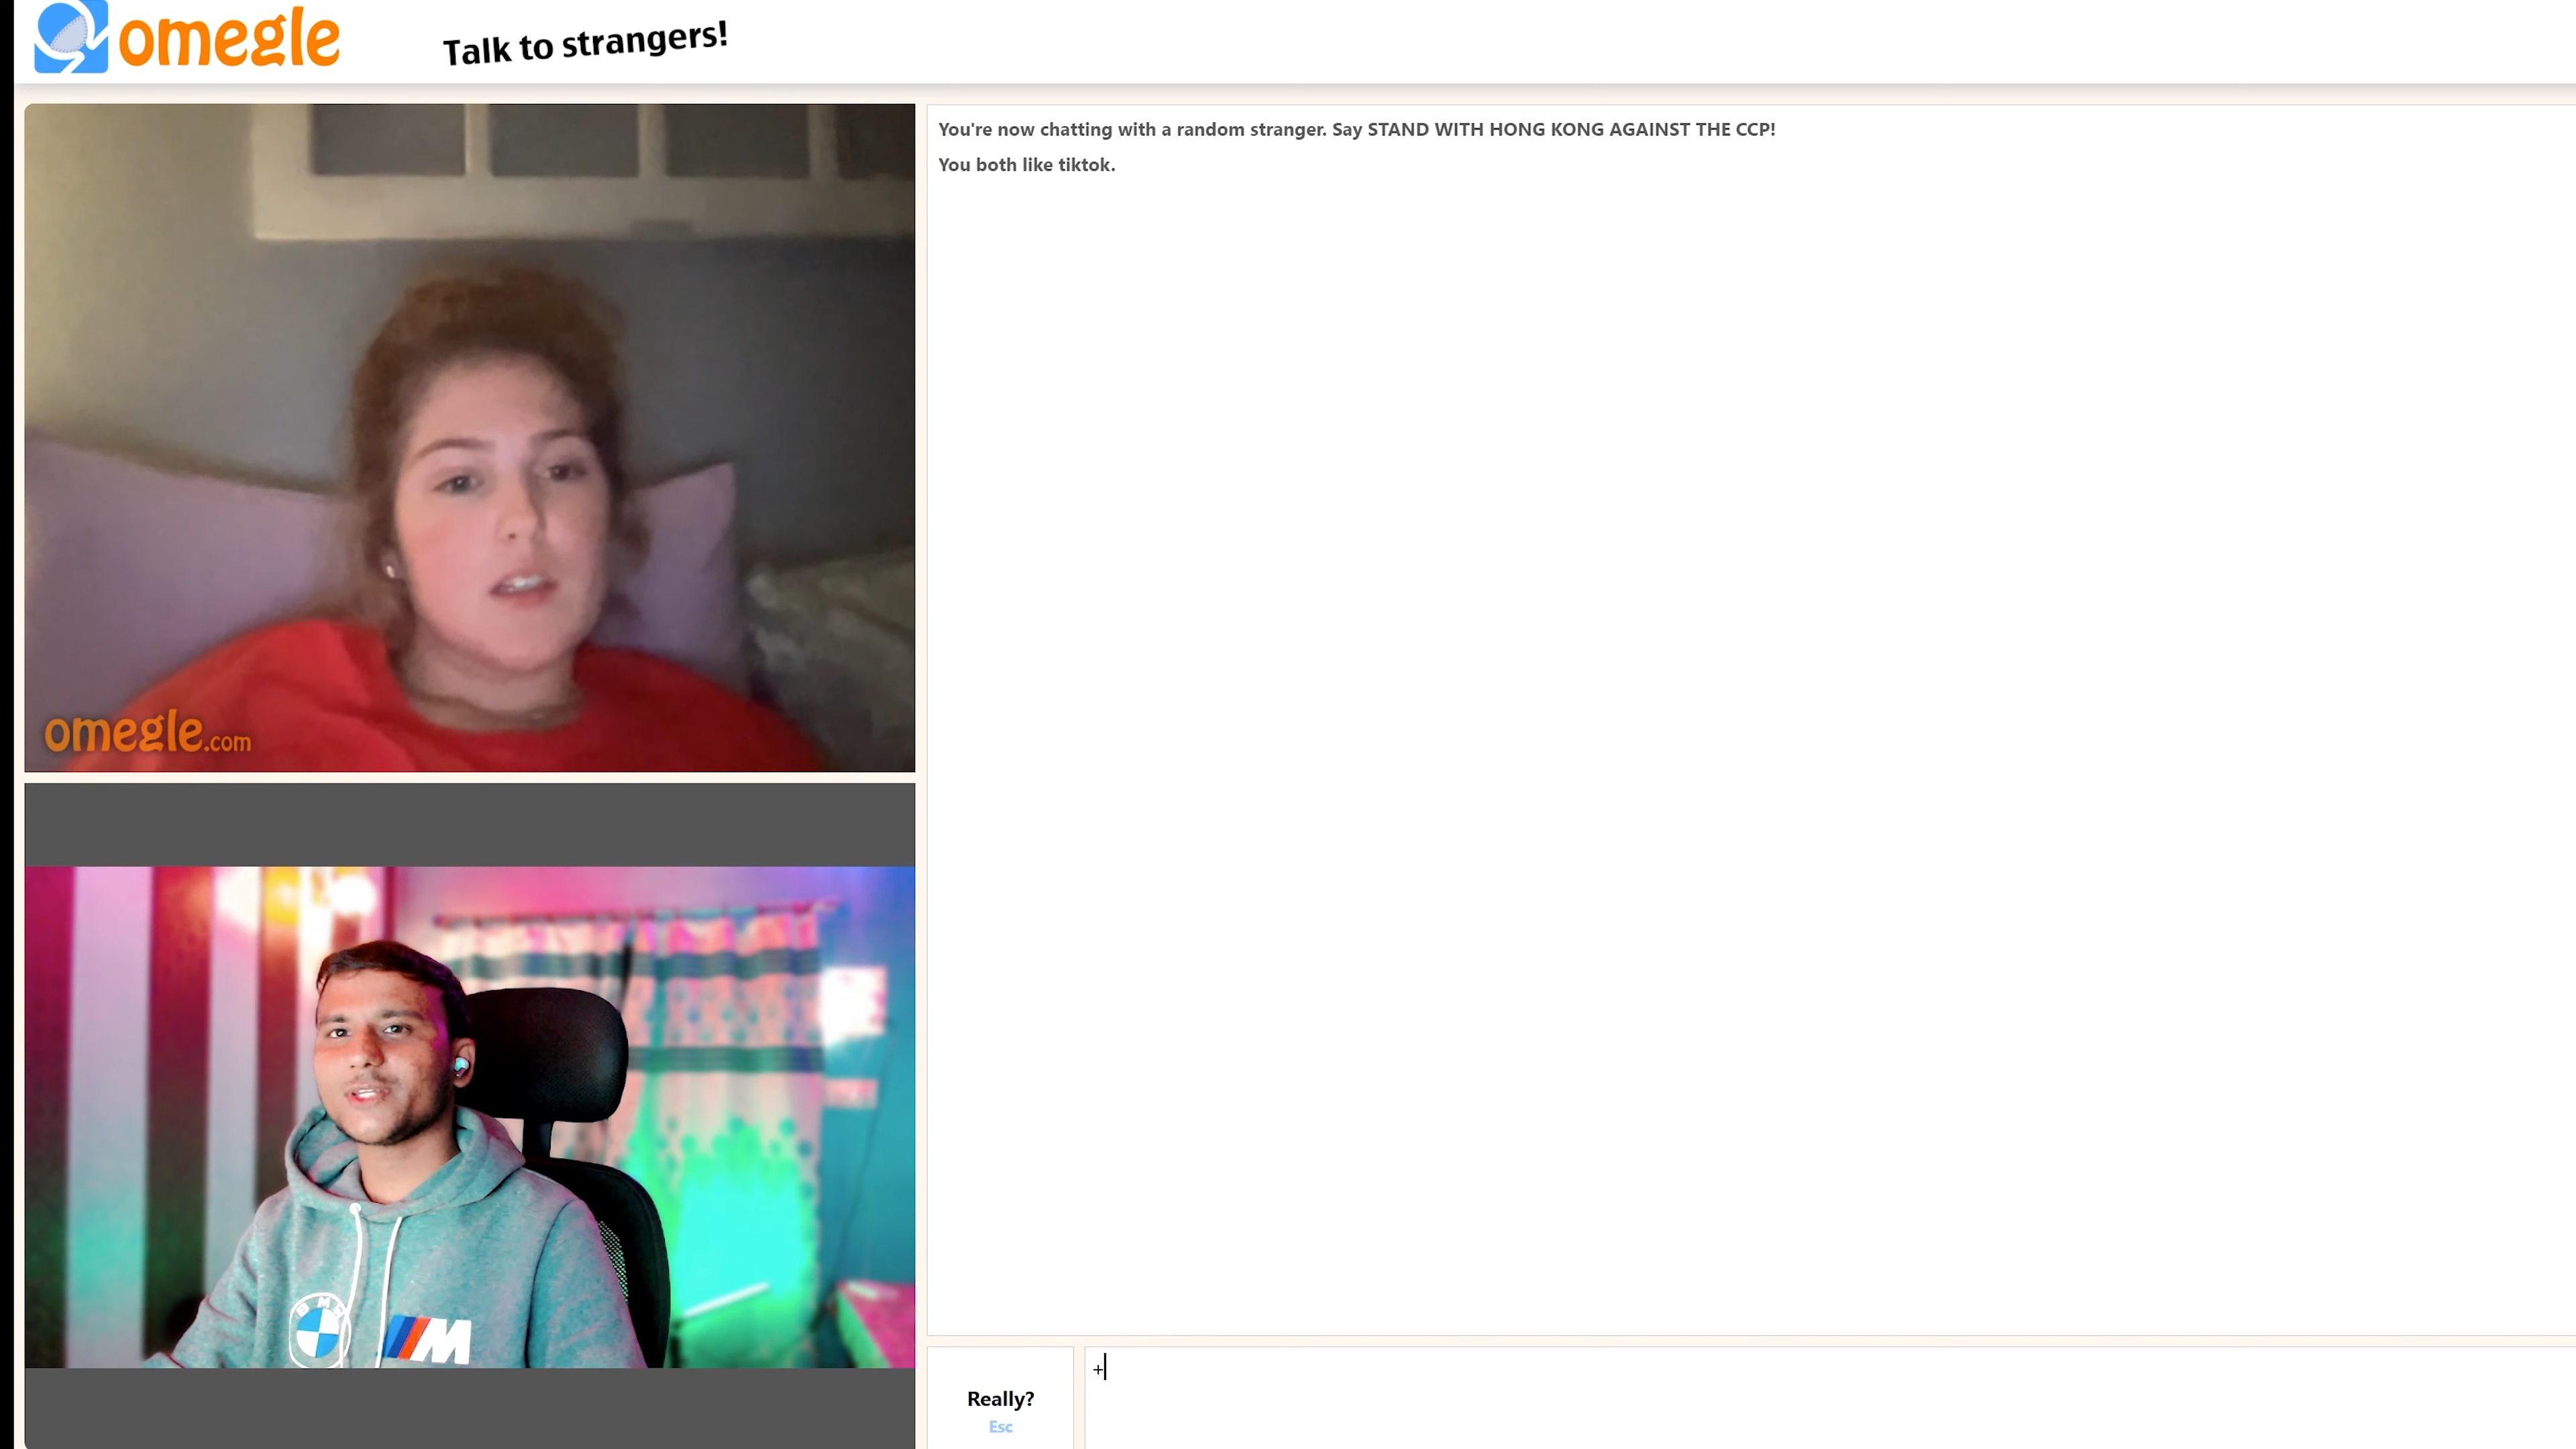 omegle
Talk to strangers!
You're now chatting with a random stranger. Say STAND WITH HONG KONG AGAINST THE CCP!
You both like tiktok.
omegle.com
BMW
M
Really?
Esc
+